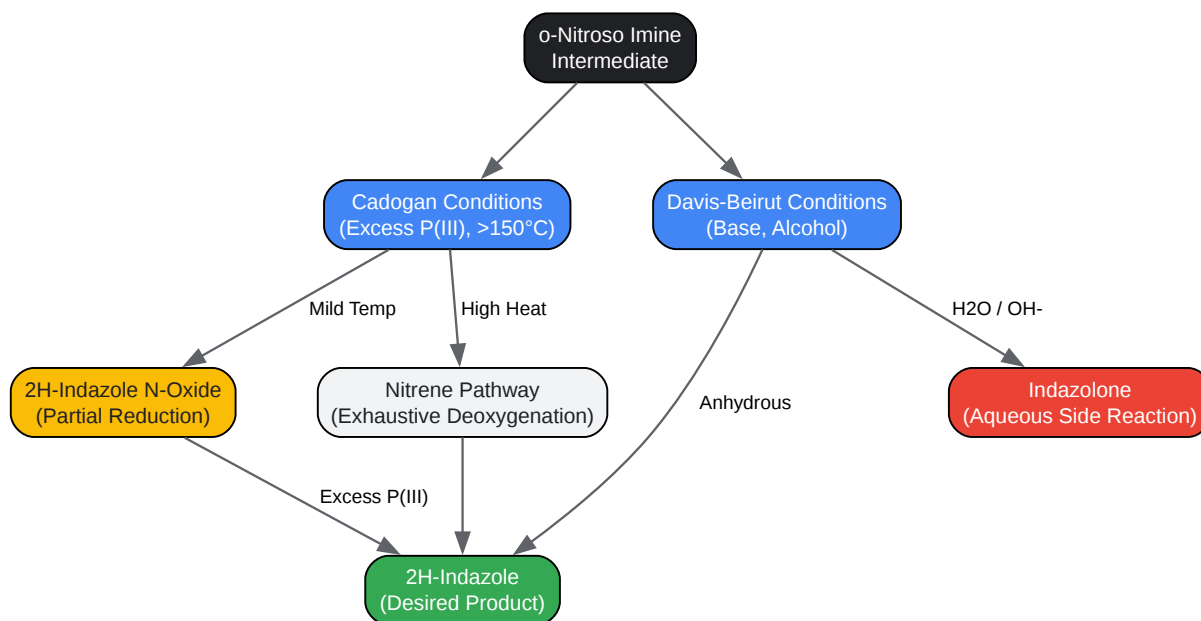 o-Nitroso Imine
Intermediate
Cadogan Conditions
(Excess P(III), >150°C)
Davis-Beirut Conditions
(Base, Alcohol)
Mild Temp
High Heat
H2O / OH-
2H-Indazole N-Oxide
(Partial Reduction)
Nitrene Pathway
(Exhaustive Deoxygenation)
Anhydrous
Indazolone
(Aqueous Side Reaction)
Excess P(III)
2H-Indazole
(Desired Product)